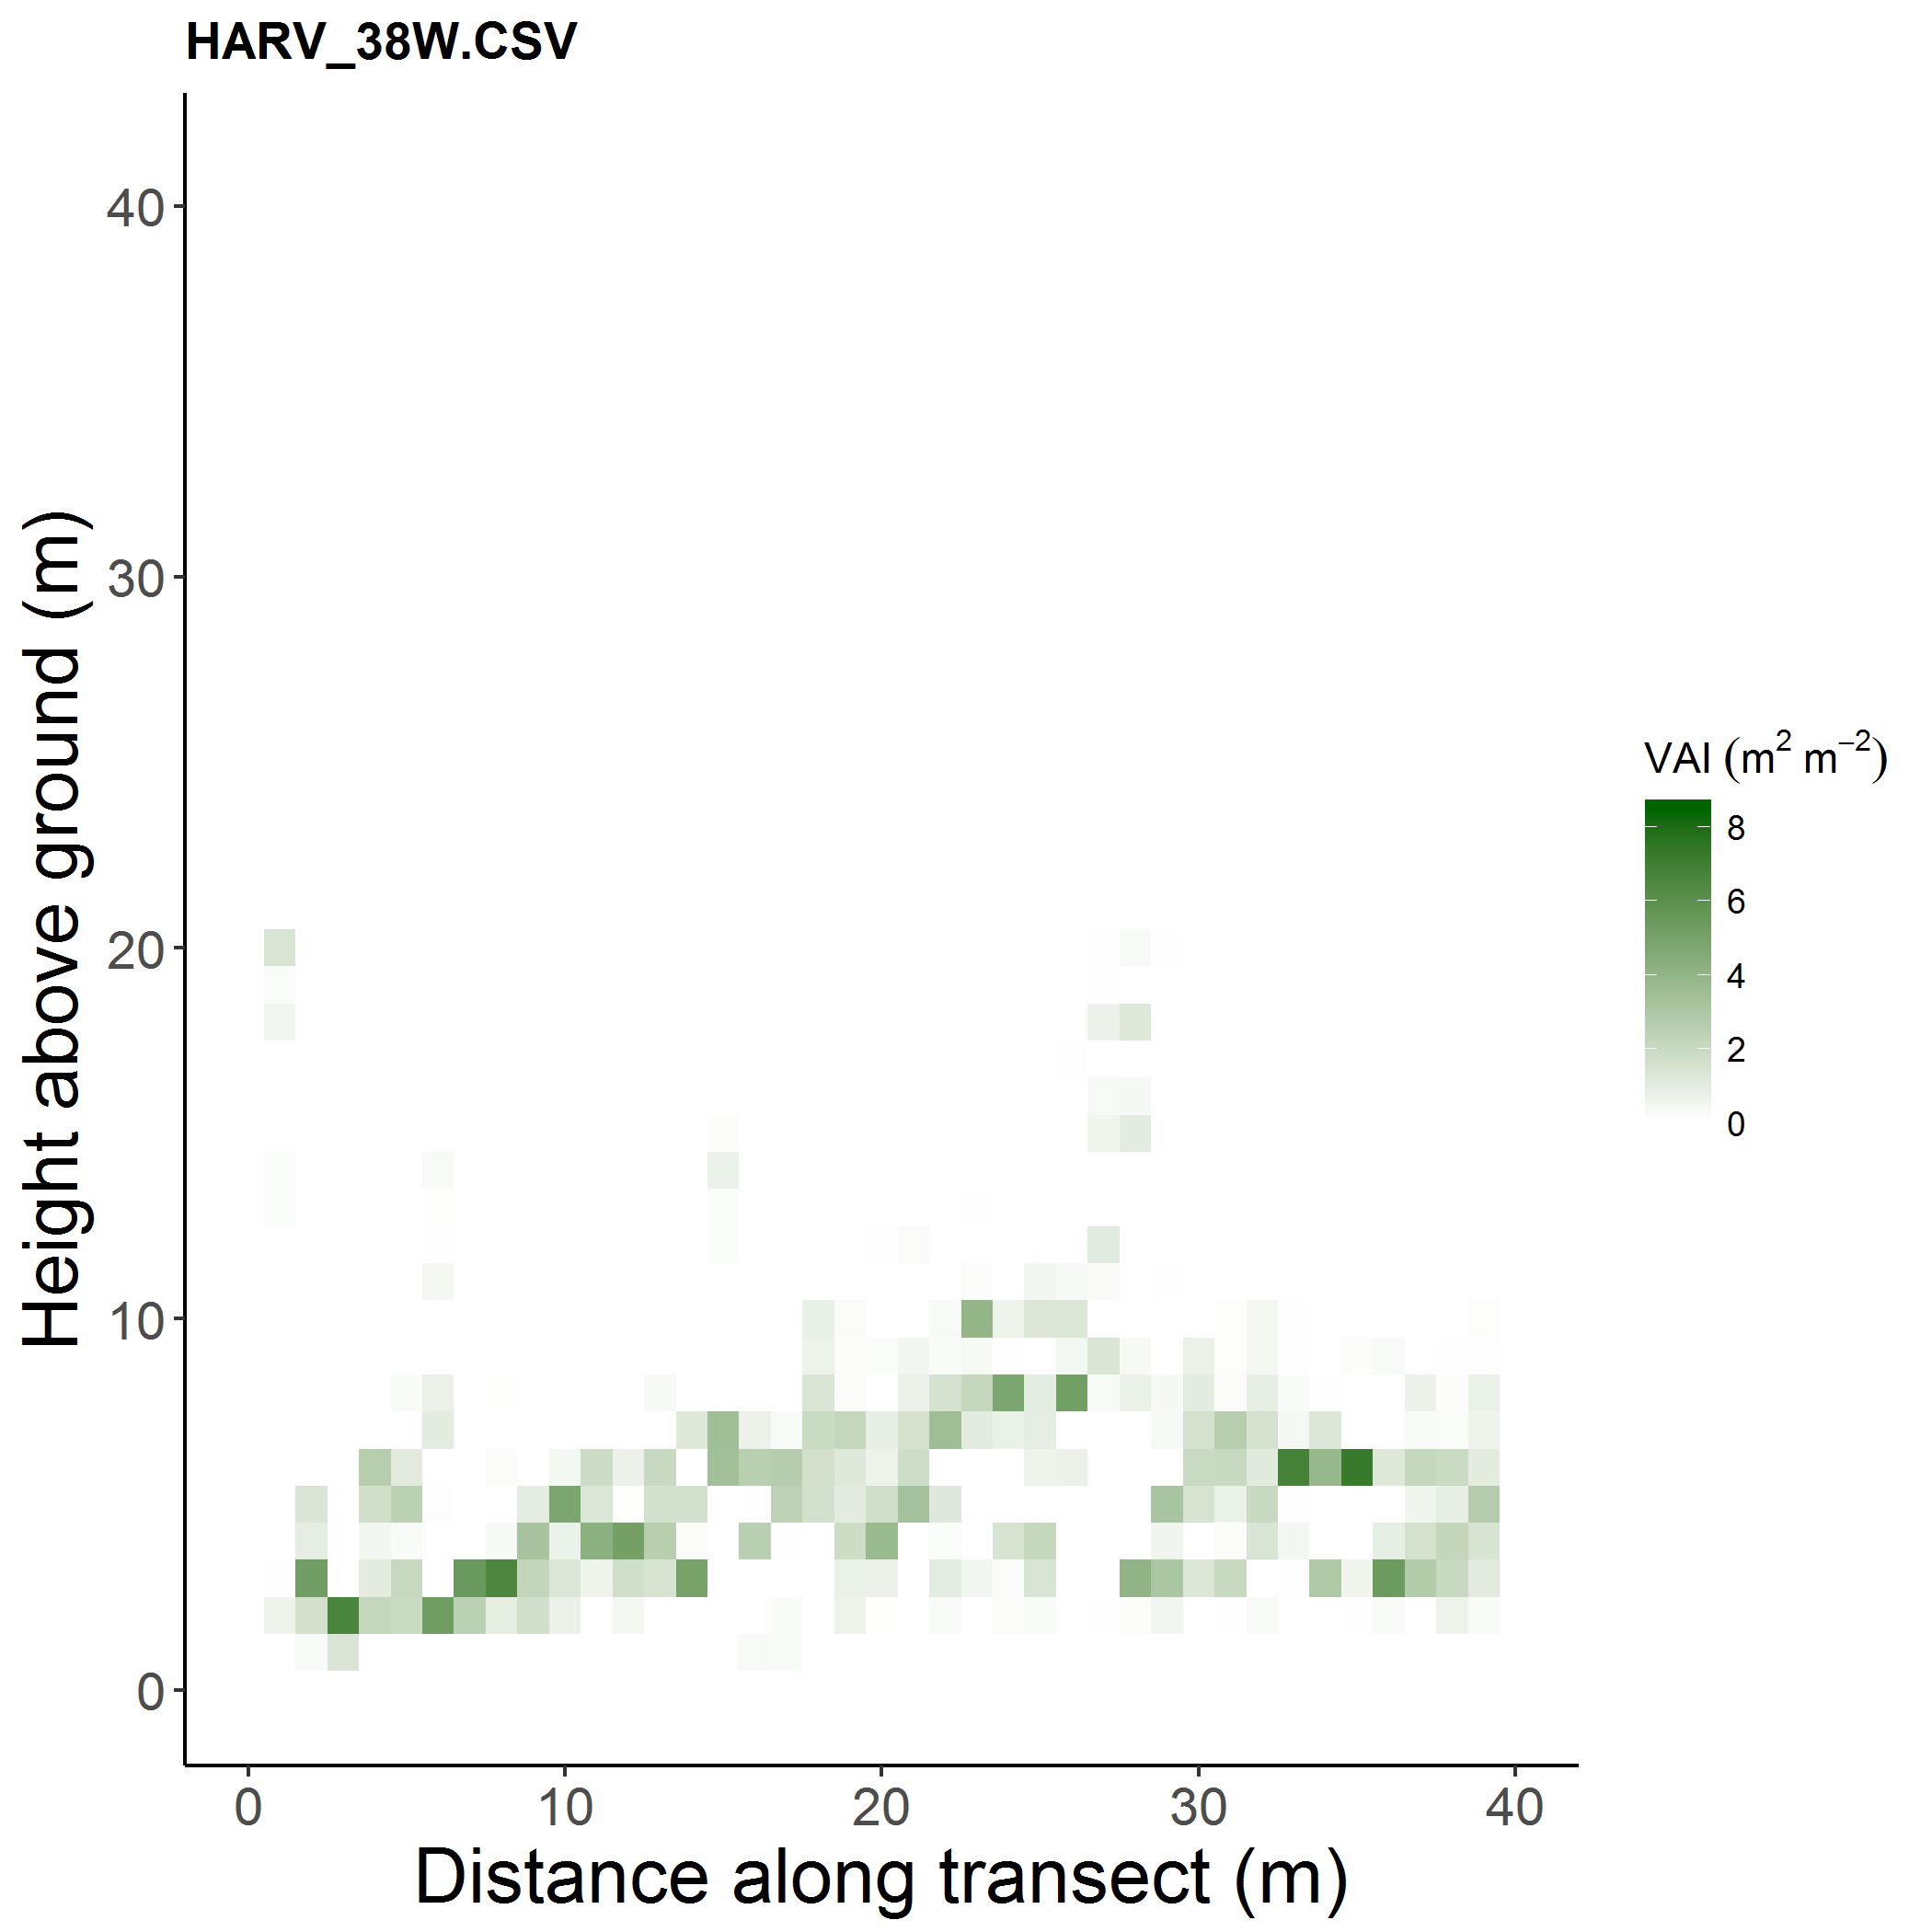 HARV_38W.CSV
Height above ground (m)
40
30
20
10
0
0 10 20 30 40
Distance along transect (m)
VAI (m² m⁻²)
8
6
4
2
0